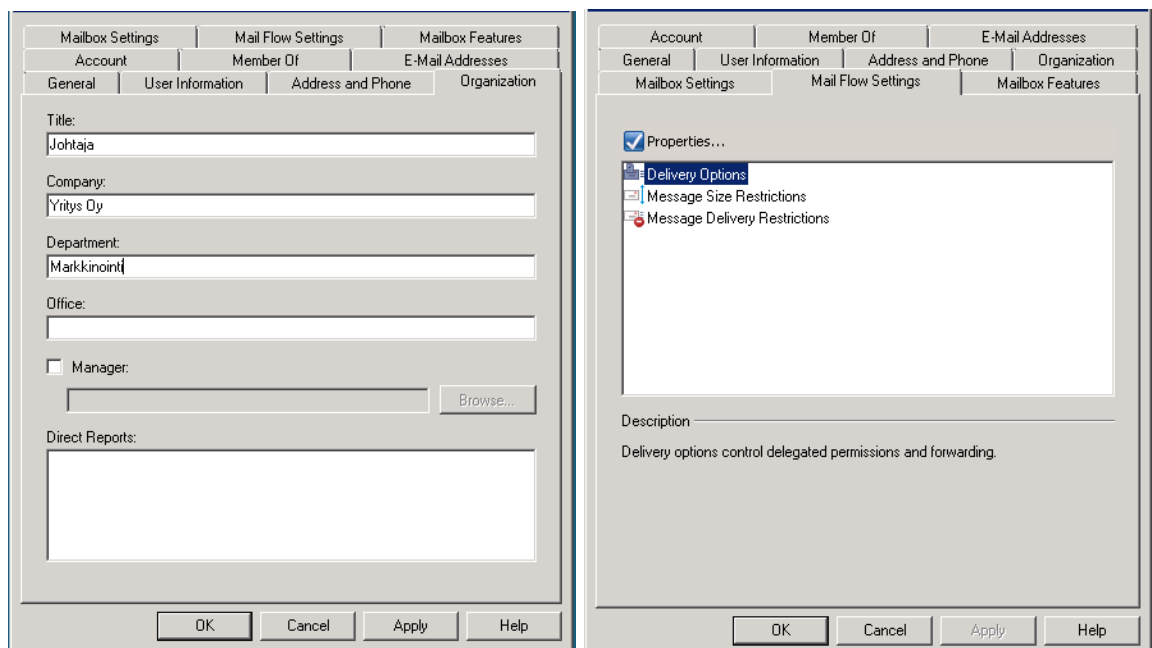 Mailbox Settings Mail Flow Settings Mailbox Features
Account Member Of E-Mail Addresses
General User Information Address and Phone Organization
Title:
Johtaja
Company:
Yritys Oy
Department:
Markkinointi
Office:
Manager:
Browse...
Direct Reports:
OK Cancel Apply Help
Account Member Of E-Mail Addresses
General User Information Address and Phone Organization
Mailbox Settings Mail Flow Settings Mailbox Features
Properties...
Delivery Options
Message Size Restrictions
Message Delivery Restrictions
Description
Delivery options control delegated permissions and forwarding.
OK Cancel Apply Help